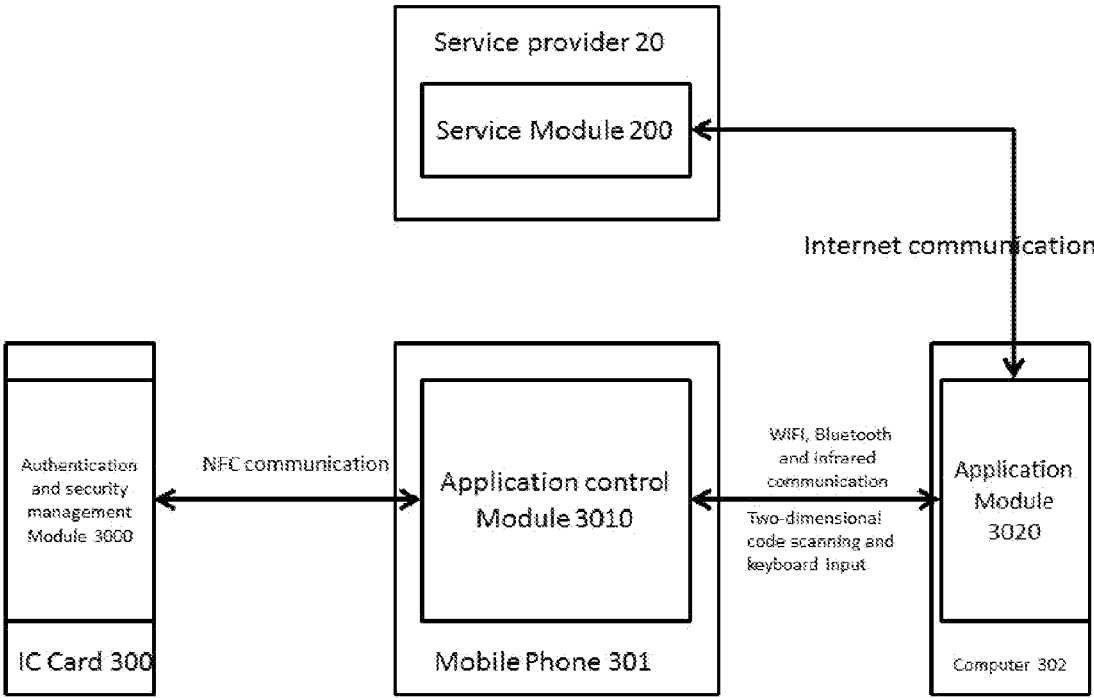 Service provider 20
Service Module 200
Internet communication
Authentication
and security
management
Module 3000
IC Card 300
NFC communication
Application control
Module 3010
Mobile Phone 301
WIFI, Bluetooth
and infrared
communication
Two-dimensional
code scanning and
keyboard input
Application
Module
3020
Computer 302